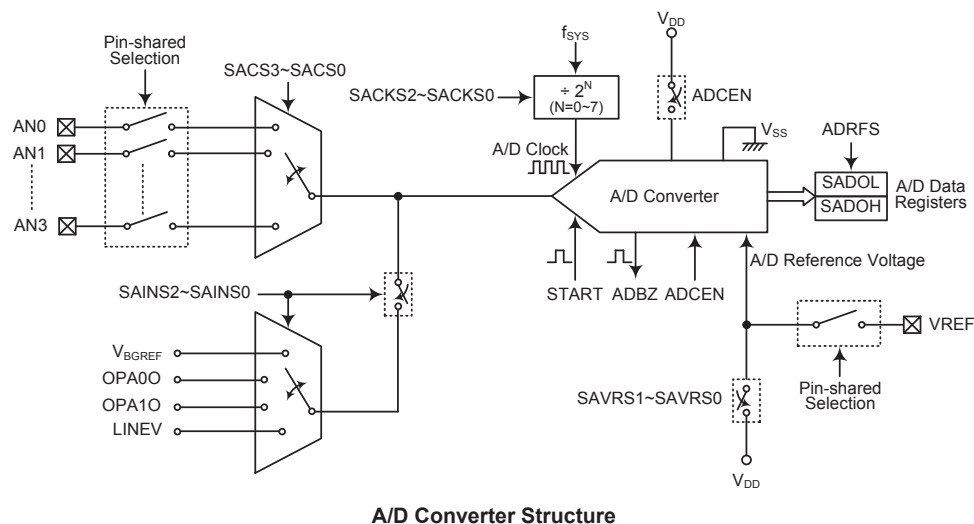 Pin-shared
Selection
SACS3~SACS0
AN0
AN1
AN3
fSYS
SACKS2~SACKS0
÷ 2N
(N=0~7)
A/D Clock
VDD
ADCEN
VSS
A/D Converter
ADRFS
SADOL
SADOH
A/D Data
Registers
START
ADBZ
ADCEN
A/D Reference Voltage
SAINS2~SAINS0
VBGREF
OPA0O
OPA1O
LINEV
VREF
Pin-shared
Selection
SAVRS1~SAVRS0
VDD
A/D Converter Structure